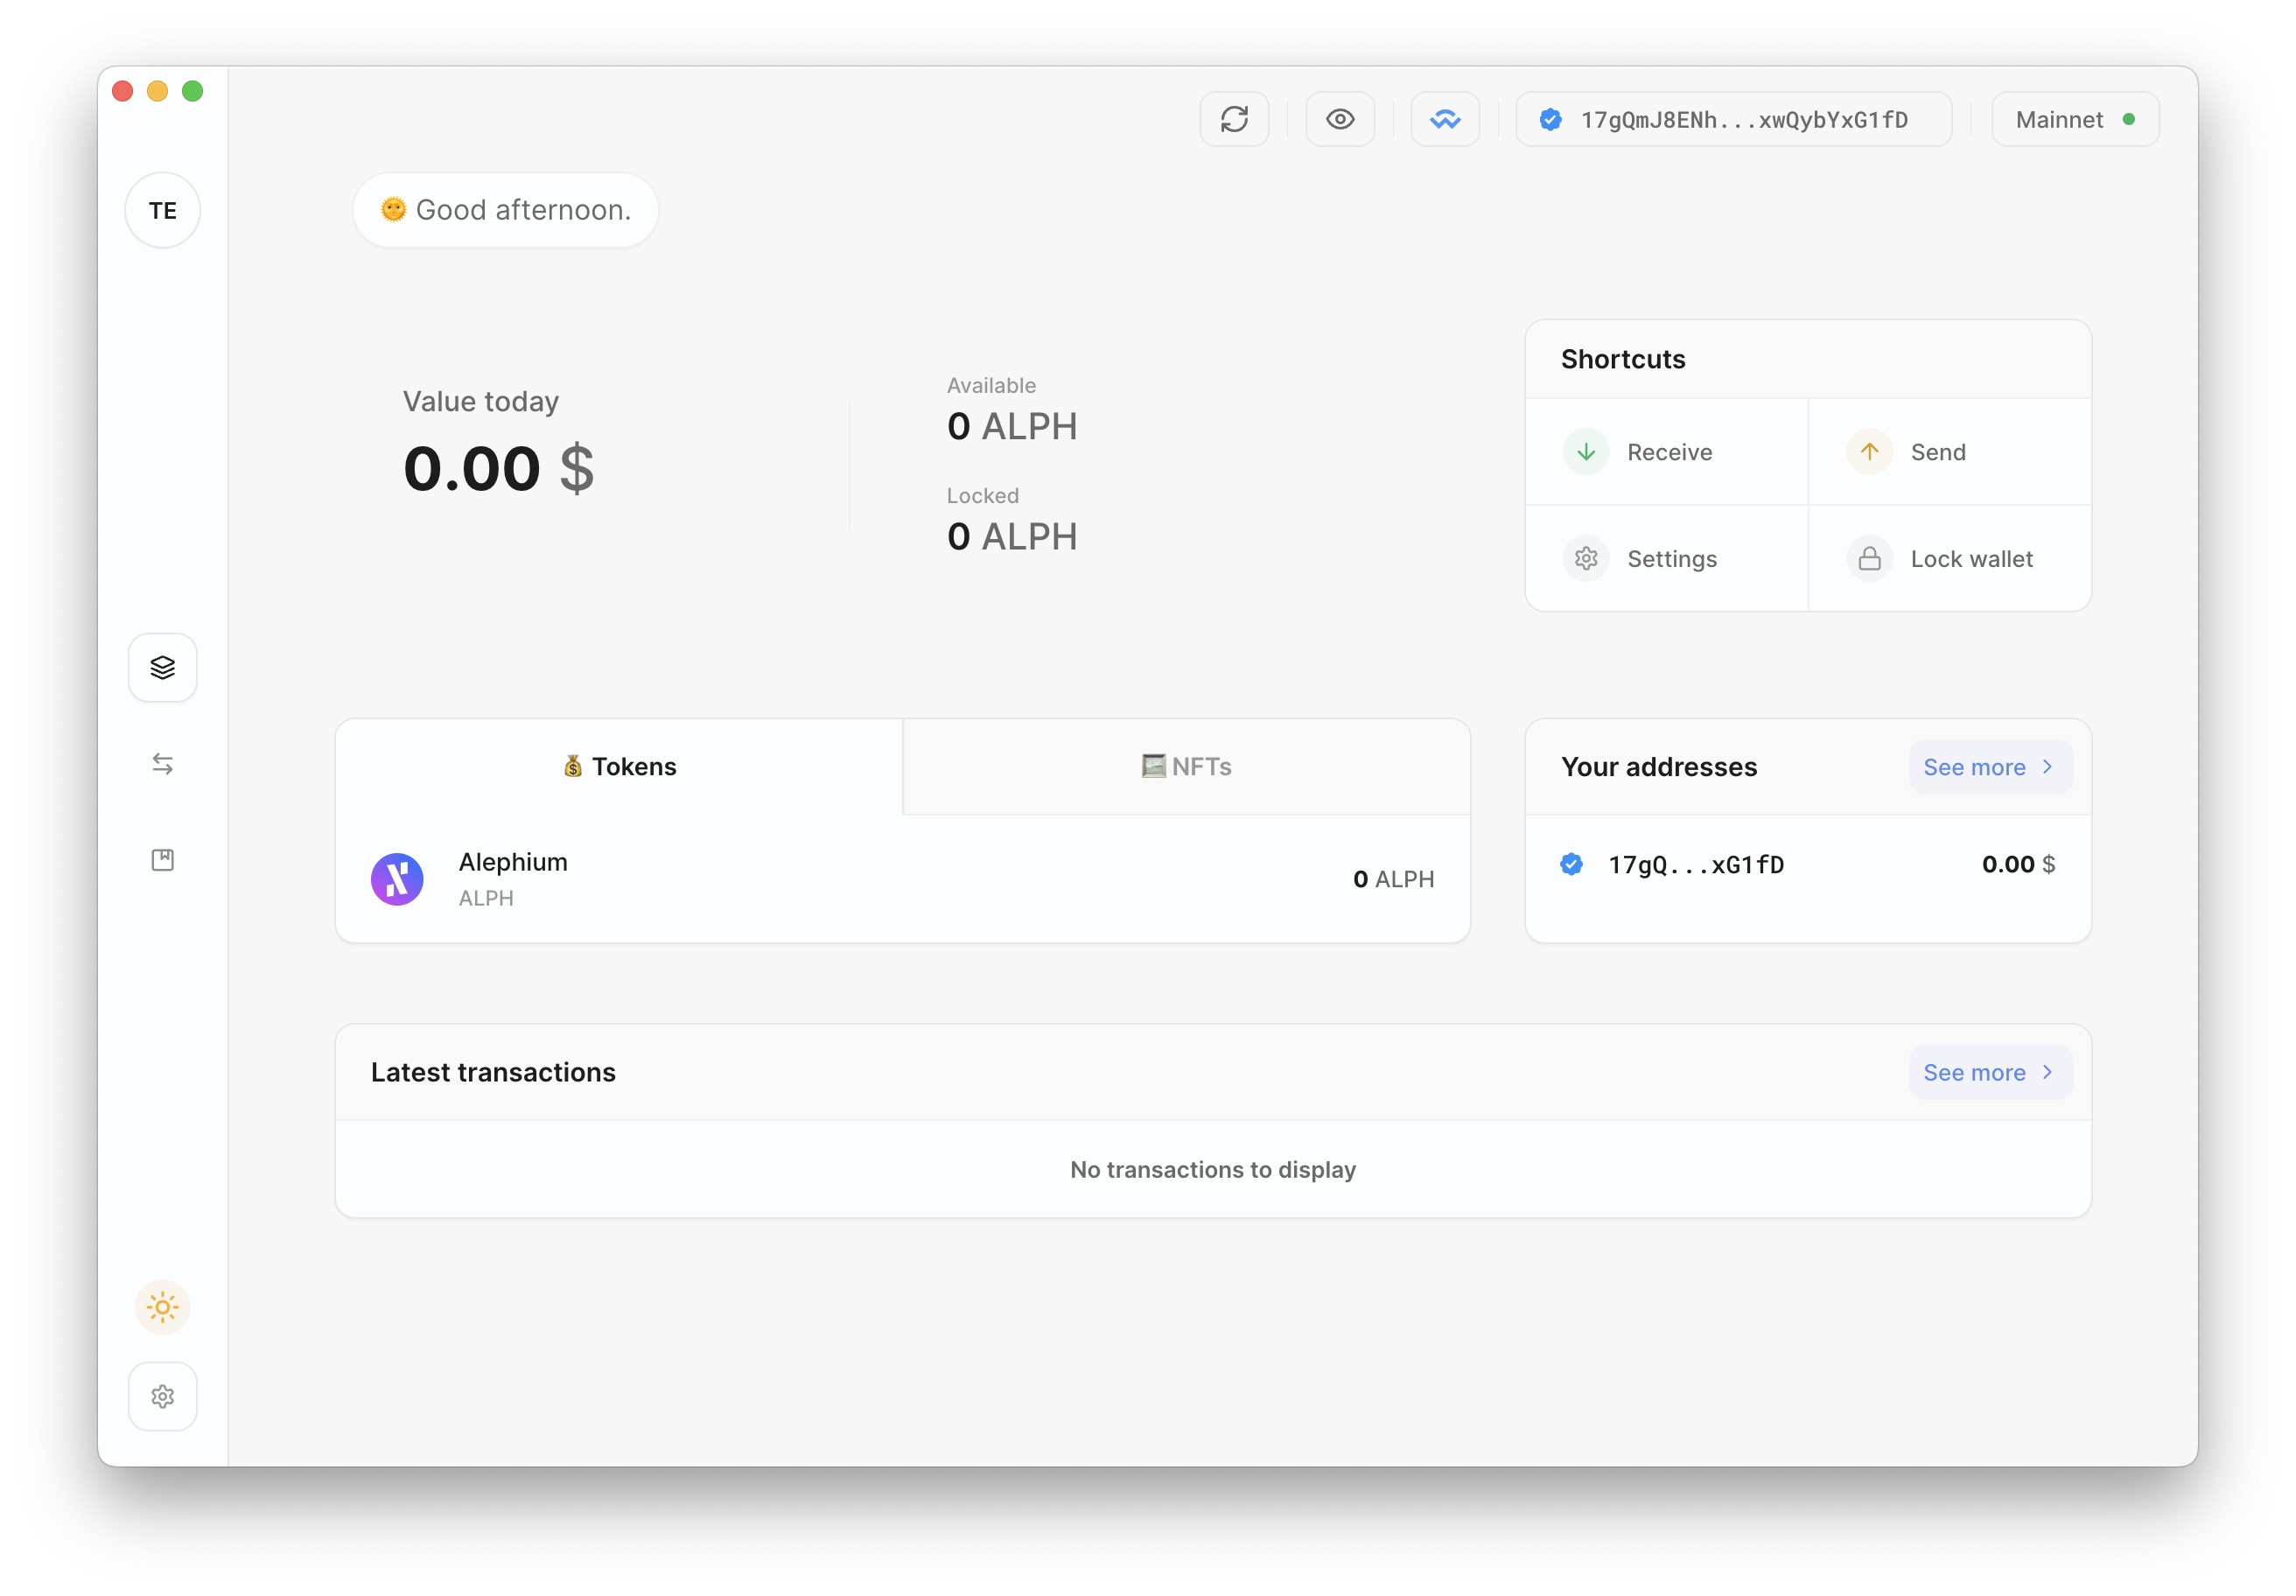 17gQmJ8ENh...xwQybYxG1fD
Mainnet
TE
🌞 Good afternoon.
Value today
0.00 $
Available
0 ALPH
Locked
0 ALPH
Shortcuts
Receive
Send
Settings
Lock wallet
💰 Tokens
🖼️ NFTs
Alephium
ALPH
0 ALPH
Your addresses
See more
17gQ...xG1fD
0.00 $
Latest transactions
See more
No transactions to display